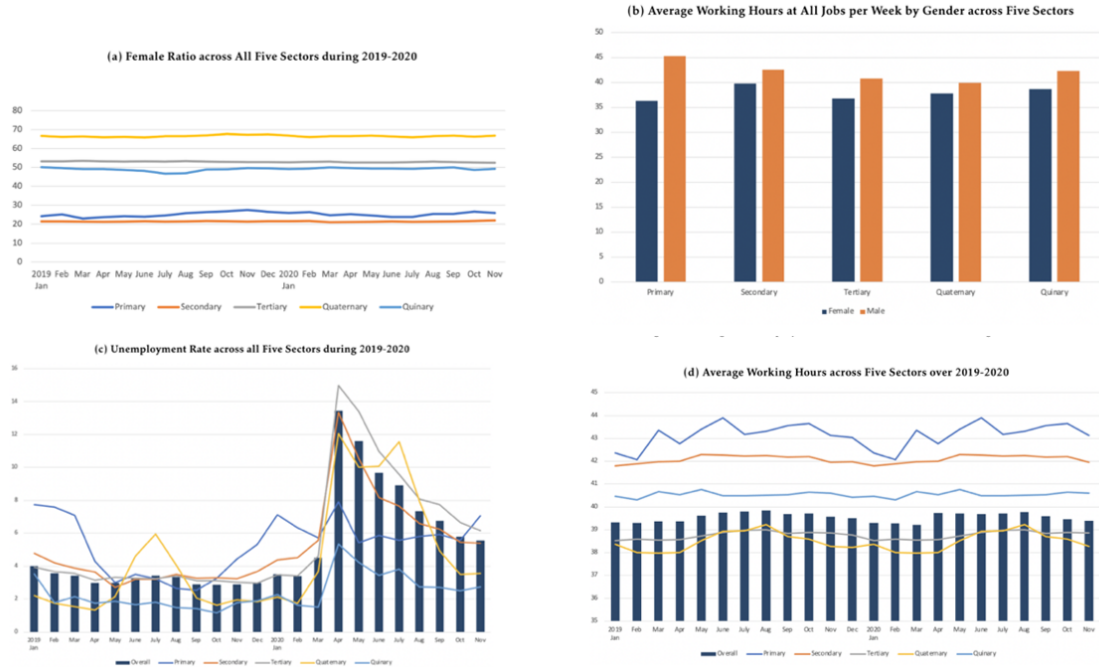 (a) Female Ratio across All Five Sectors during 2019-2020
80
70
60
50
40
30
20
10
0
2019 Feb Mar Apr May June July Aug Sep Oct Nov Dec 2020 Feb Mar Apr May June July Aug Sep Oct Nov
Jan Jan
Primary Secondary Tertiary Quaternary Quinary
(b) Average Working Hours at All Jobs per Week by Gender across Five Sectors
50
45
40
35
30
25
20
15
10
5
0
Primary Secondary Tertiary Quaternary Quinary
Female Male
(c) Unemployment Rate across all Five Sectors during 2019-2020
16
14
12
10
8
6
4
2
0
2019 Feb Mar Apr May June July Aug Sep Oct Nov Dec 2020 Feb Mar Apr May June July Aug Sep Oct Nov
Jan Jan
Overall Primary Secondary Tertiary Quaternary Quinary
(d) Average Working Hours across Five Sectors over 2019-2020
45
44
43
42
41
40
39
38
37
36
35
2019 Feb Mar Apr May June July Aug Sep Oct Nov Dec 2020 Feb Mar Apr May June July Aug Sep Oct Nov
Jan Jan
Overall Primary Secondary Tertiary Quaternary Quinary